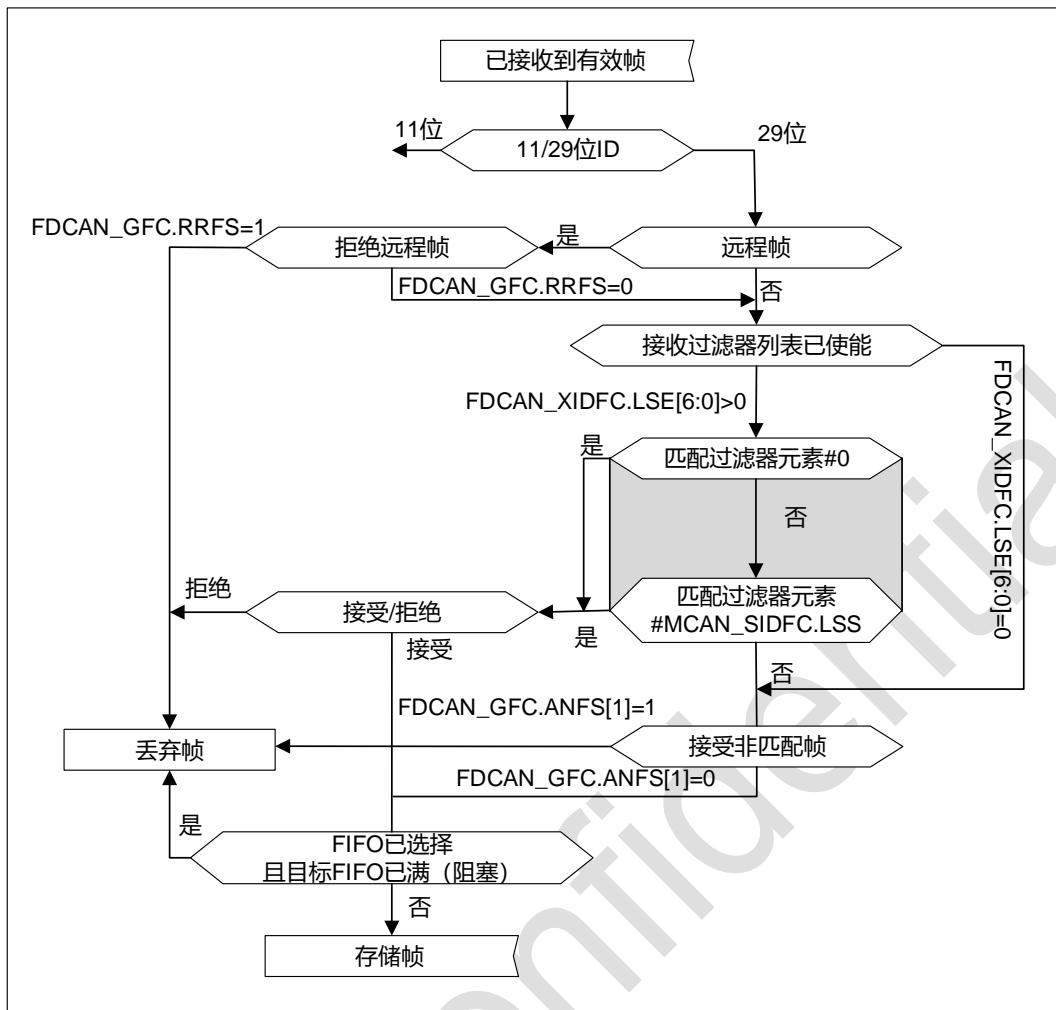 已接收到有效帧
11位
11/29位ID
29位
FDCAN_GFC.RRFS=1
拒绝远程帧
是
远程帧
FDCAN_GFC.RRFS=0
否
接收过滤器列表已使能
FDCAN_XIDFC.LSE[6:0]>0
FDCAN_XIDFC.LSE[6:0]=0
是
匹配过滤器元素#0
否
拒绝
接受/拒绝
匹配过滤器元素
#MCAN_SIDFC.LSS
是
接受
否
FDCAN_GFC.ANFS[1]=1
丢弃帧
接受非匹配帧
FDCAN_GFC.ANFS[1]=0
是
FIFO已选择
且目标FIFO已满（阻塞）
否
存储帧
onfidential